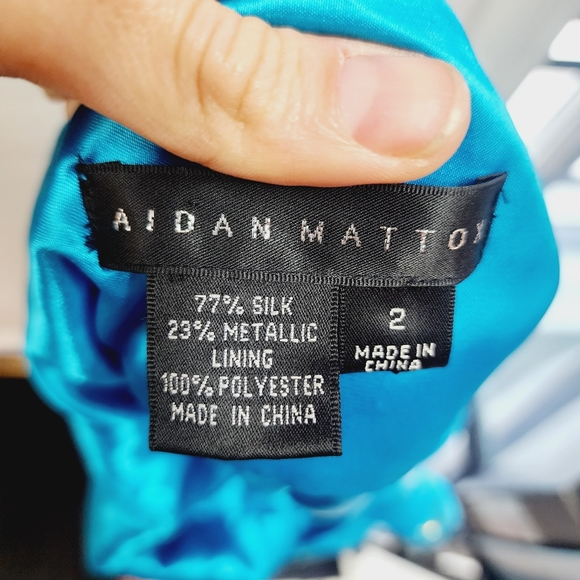 AIDAN MATTOX
77% SILK
23% METALLIC
LINING
100% POLYESTER
MADE IN CHINA
2
MADE IN
CHINA